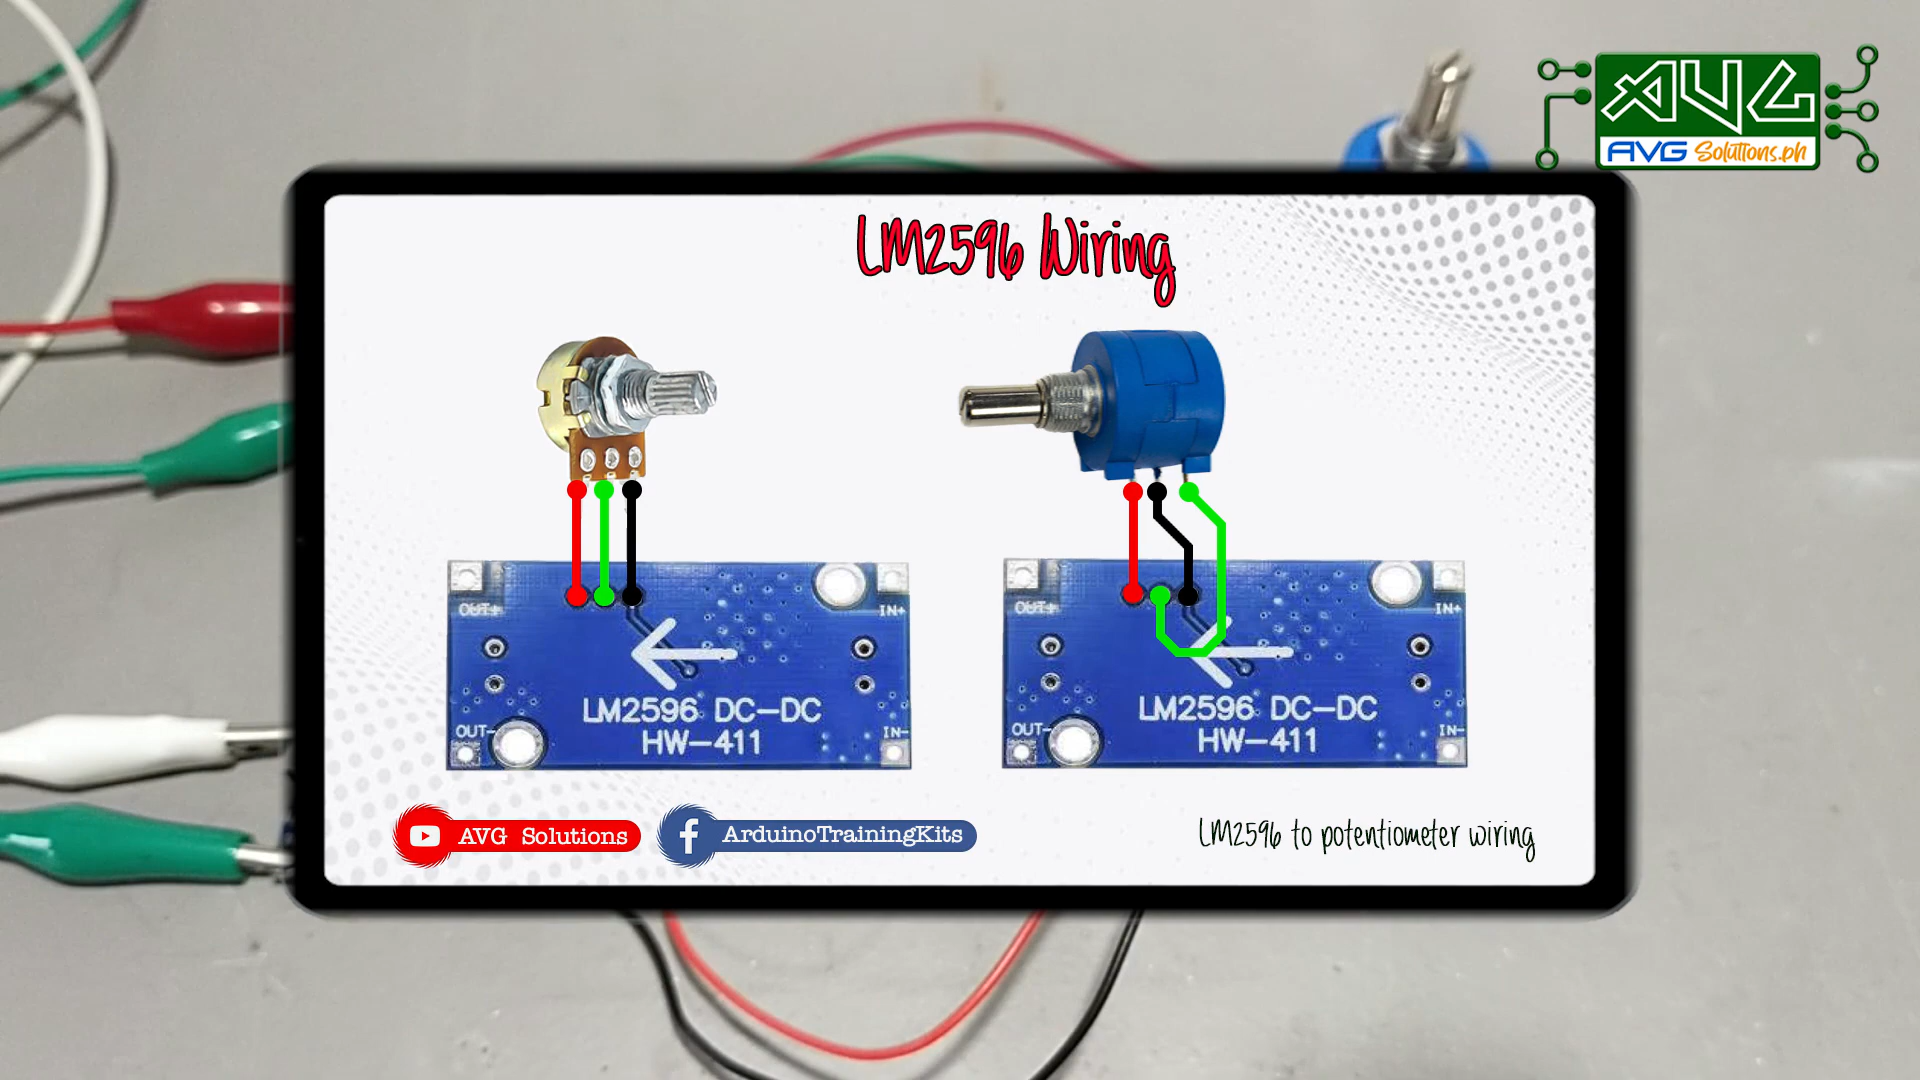 AVG
AVG Solutions.ph
LM2596 Wiring
OUT+
IN+
LM2596 DC-DC
OUT-
HW-411
IN-
OUT+
IN+
LM2596 DC-DC
OUT-
HW-411
IN-
AVG Solutions
ArduinoTrainingKits
LM2596 to potentiometer wiring